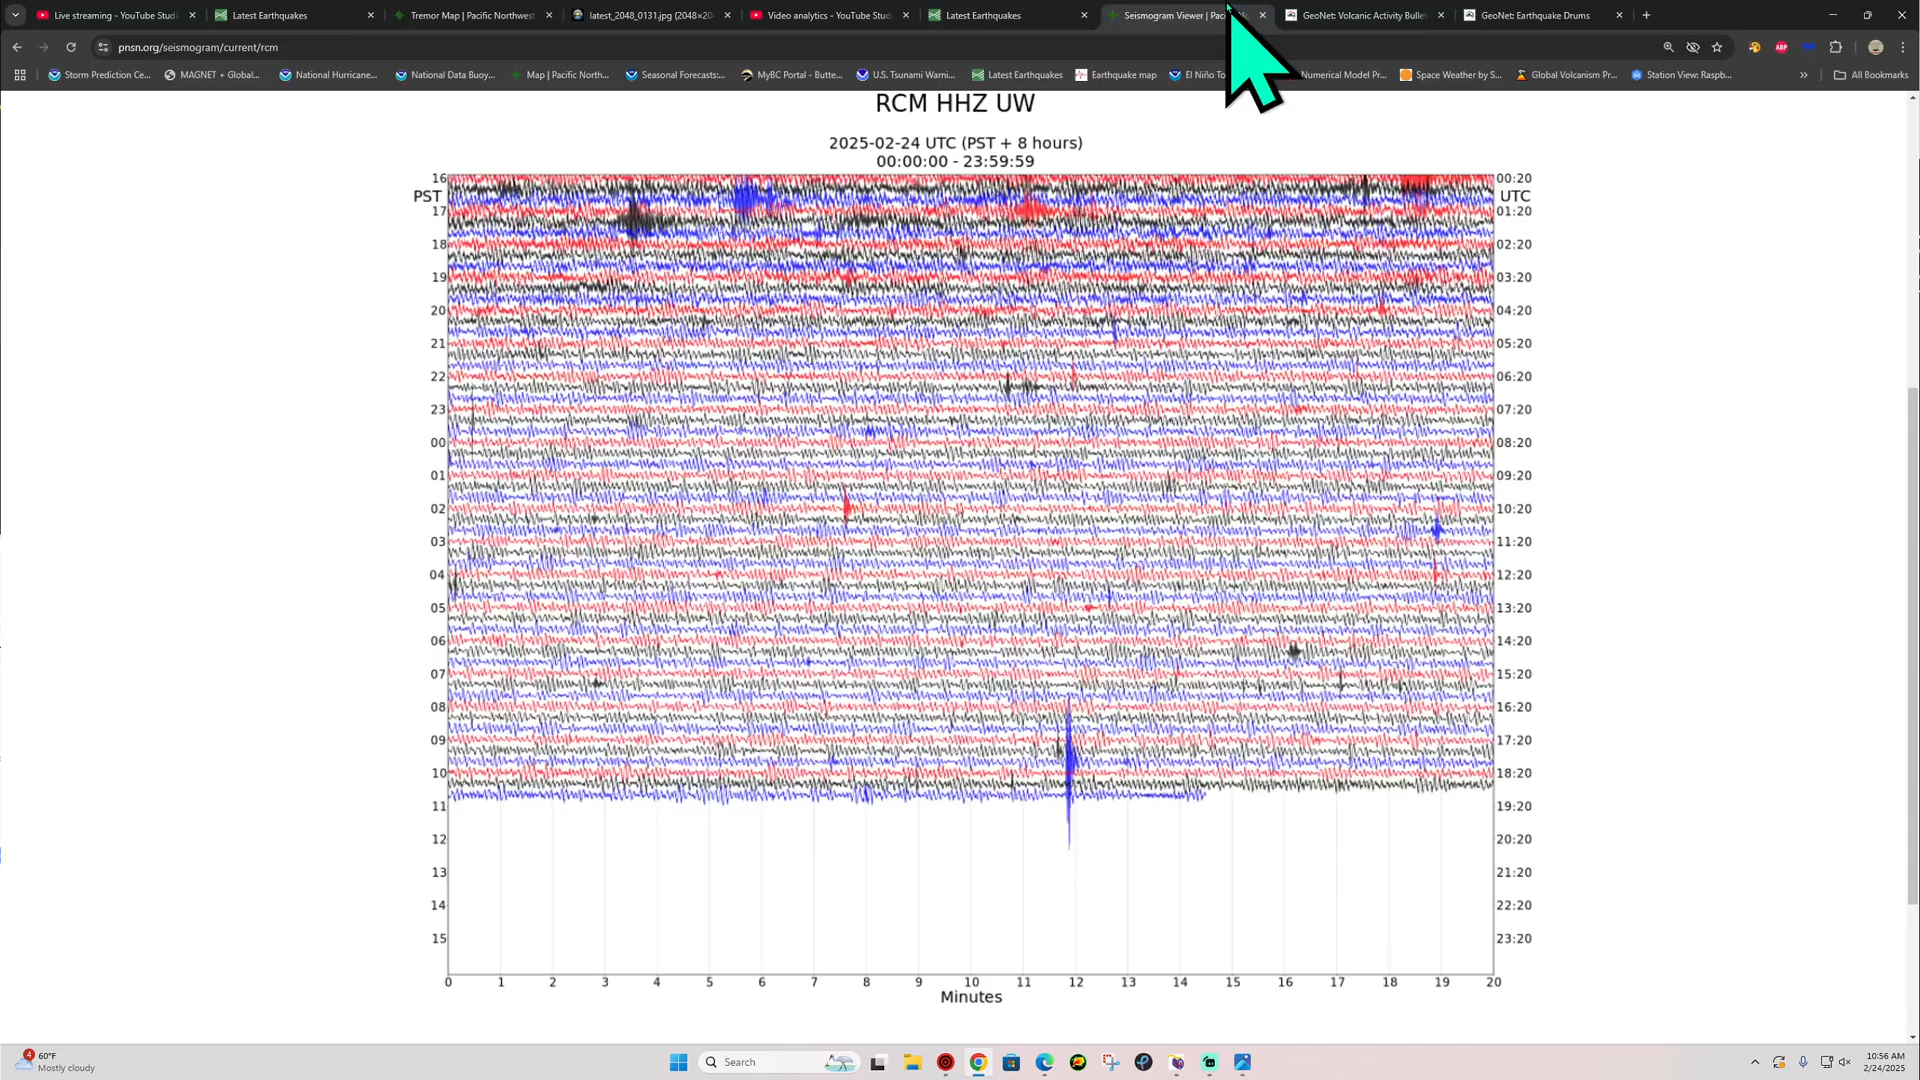 Live streaming - YouTube Studi
Latest Earthquakes
Tremor Map | Pacific Northwest
latest_2048_0131.jpg (2048×20
Video analytics - YouTube Studi
Latest Earthquakes
Seismogram Viewer | Paci
GeoNet: Volcanic Activity Bullet
GeoNet: Earthquake Drums
pnsn.org/seismogram/current/rcm
Storm Prediction Ce...
MAGNET + Global...
National Hurricane...
National Data Buoy...
Map | Pacific North...
Seasonal Forecasts:...
MyBC Portal - Butte...
U.S. Tsunami Warni...
Latest Earthquakes
Earthquake map
El Niño To
Numerical Model Pr...
Space Weather by S...
Global Volcanism Pr...
Station View: Raspb...
All Bookmarks
RCM HHZ UW
2025-02-24 UTC (PST + 8 hours)
00:00:00 - 23:59:59
16 00:20
PST UTC
17 01:20
18 02:20
19 03:20
20 04:20
21 05:20
22 06:20
23 07:20
00 08:20
01 09:20
02 10:20
03 11:20
04 12:20
05 13:20
06 14:20
07 15:20
08 16:20
09 17:20
10 18:20
11 19:20
12 20:20
13 21:20
14 22:20
15 23:20
0 1 2 3 4 5 6 7 8 9 10 11 12 13 14 15 16 17 18 19 20
Minutes
4
60°F
Mostly cloudy
Search
10:56 AM
2/24/2025
ABP